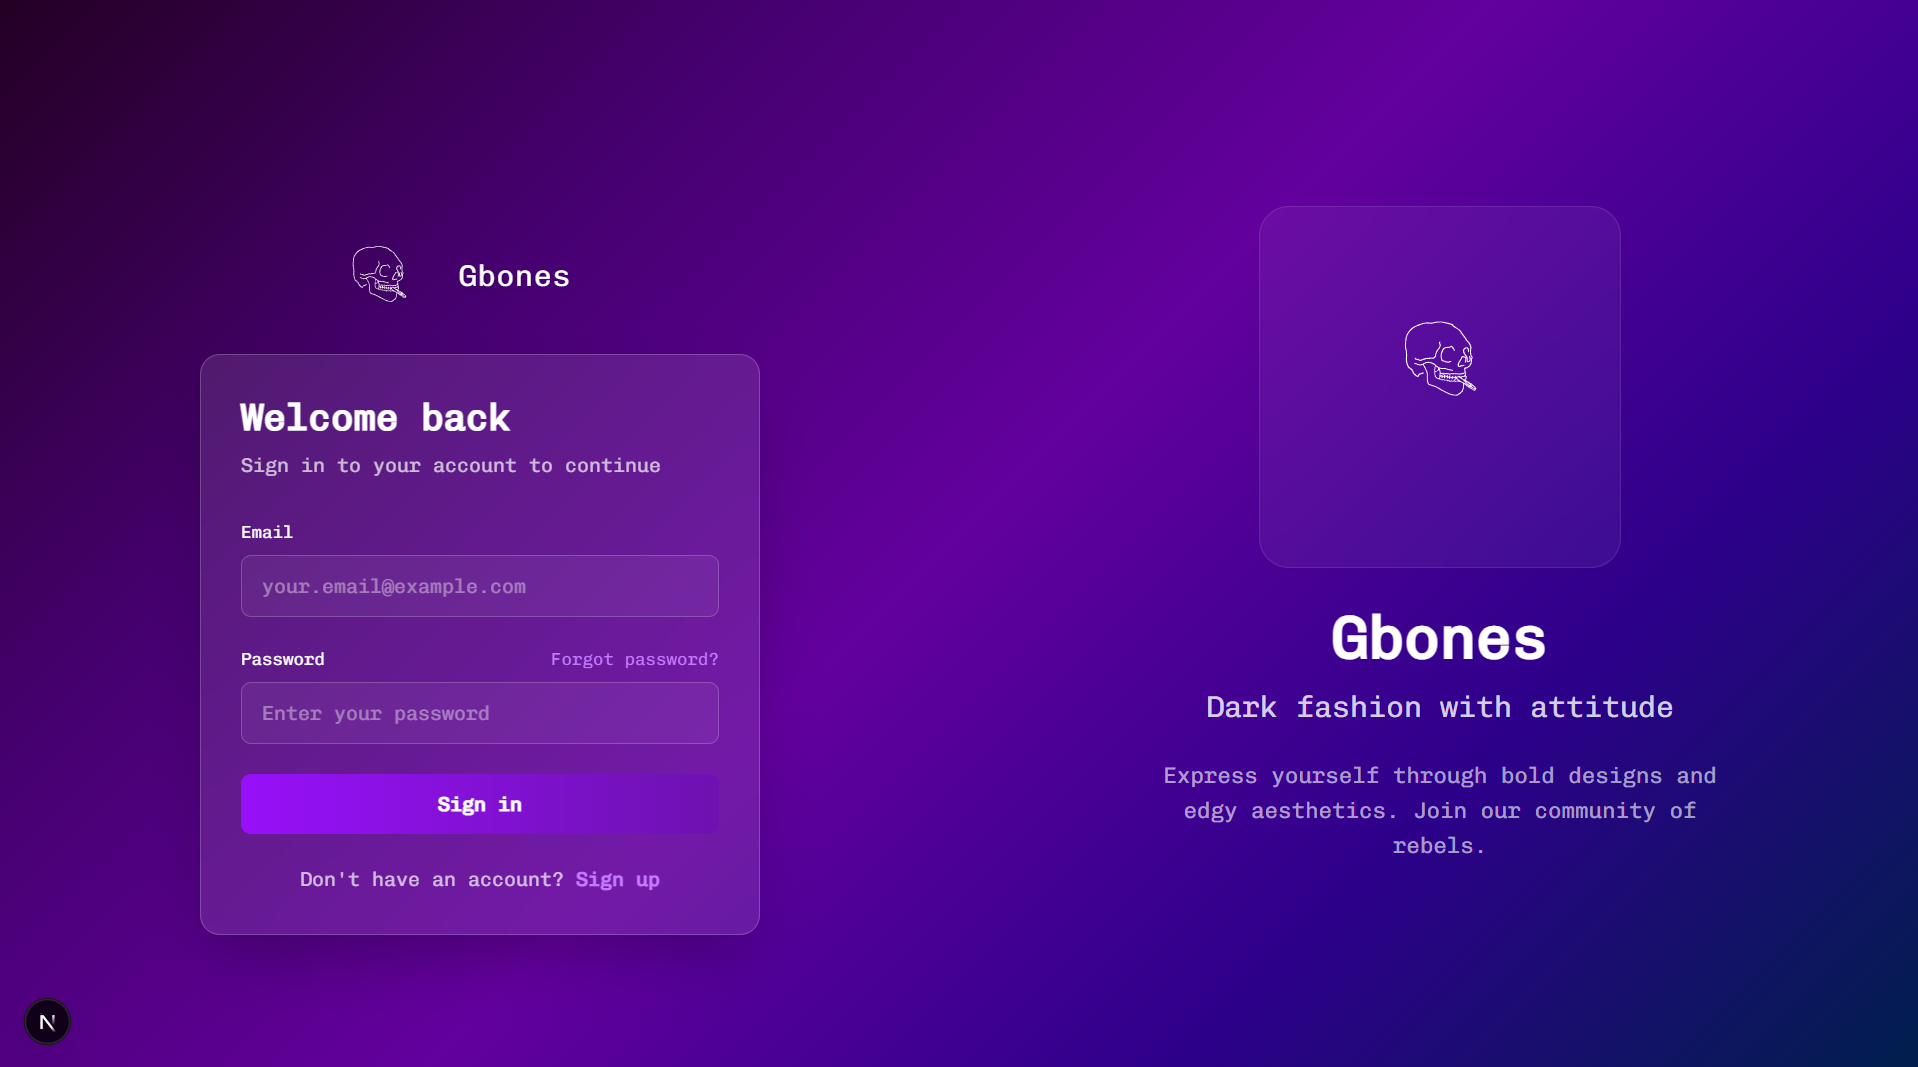 Gbones
Welcome back
Sign in to your account to continue
Email
your.email@example.com
Password
Forgot password?
Enter your password
Sign in
Don't have an account? Sign up
N
Gbones
Dark fashion with attitude
Express yourself through bold designs and
edgy aesthetics. Join our community of
rebels.